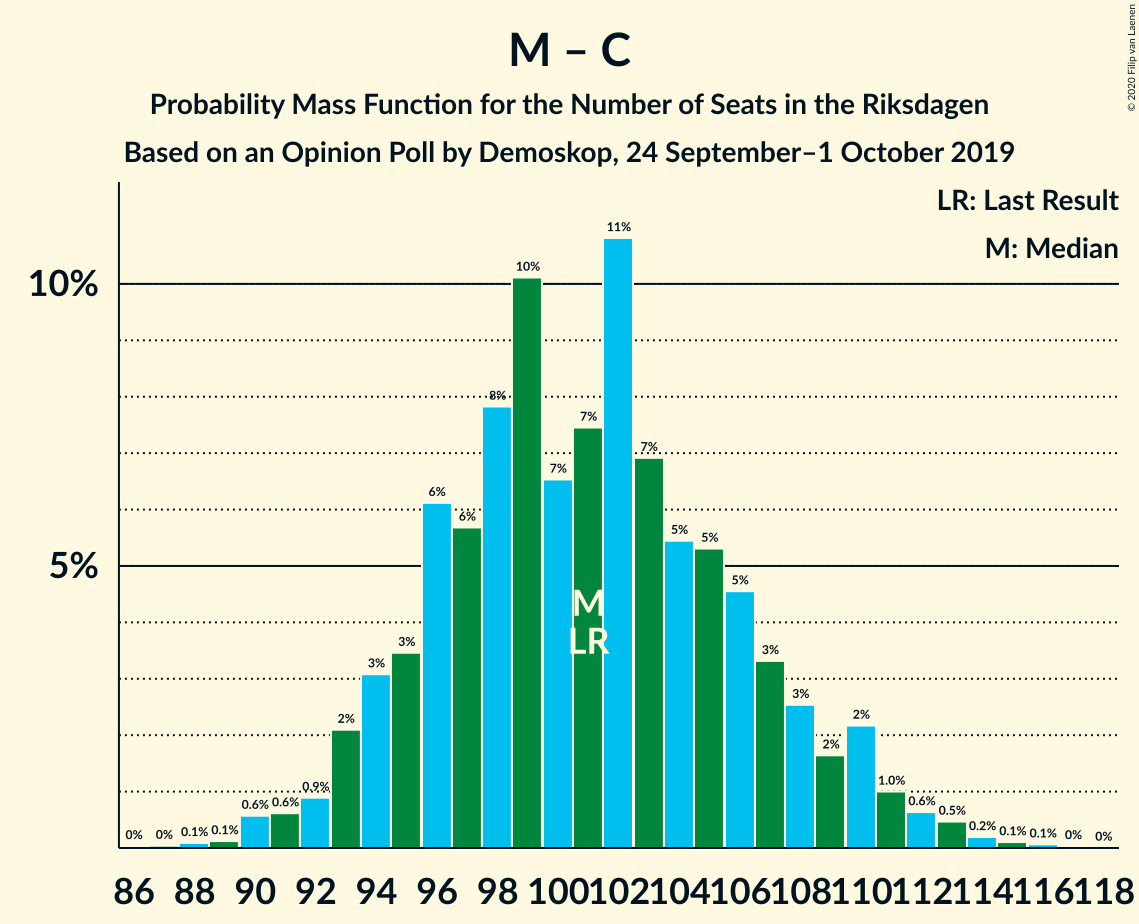 M – C
Probability Mass Function for the Number of Seats in the Riksdagen
Based on an Opinion Poll by Demoskop, 24 September–1 October 2019
© 2020 Filip van Laenen
LR: Last Result
M: Median
10%
5%
0% 0% 0.1% 0.1% 0.6% 0.6% 0.9% 2% 3% 3% 6% 6% 8% 10% 7% 7% 11% 7% 5% 5% 5% 3% 3% 2% 2% 1.0% 0.6% 0.5% 0.2% 0.1% 0.1% 0% 0%
M
LR
86 88 90 92 94 96 98 100 102 104 106 108 110 112 114 116 118